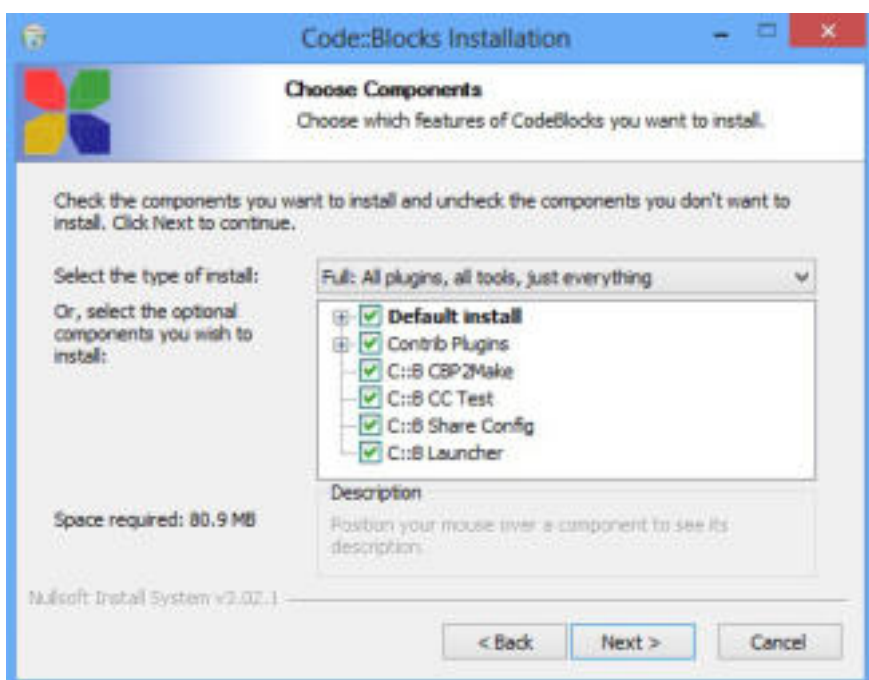 Code::Blocks Installation
Choose Components
Choose which features of CodeBlocks you want to install.
Check the components you want to install and uncheck the components you don't want to
install. Click Next to continue.
Select the type of install:
Full: All plugins, all tools, just everything
Or, select the optional
components you wish to
install:
Default install
Contrib Plugins
C::B CBP2Make
C::B CC Test
C::B Share Config
C::B Launcher
Space required: 80.9 MB
Description
Position your mouse over a component to see its
description.
Nullsoft Install System v3.02.1
< Back
Next >
Cancel